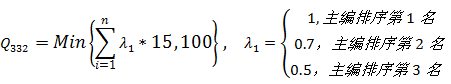 Q₃₃₂ = Min{∑ⁿᵢ₌₁ λ₁ * 15,100}, λ₁ = {
1, 主编排序第 1 名
0.7, 主编排序第 2 名
0.5, 主编排序第 3 名